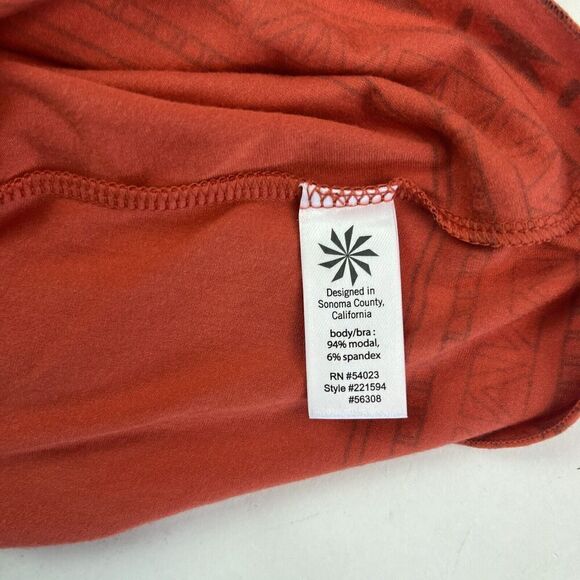 Designed in
Sonoma County,
California
body/bra :
94% modal,
6% spandex
RN #54023
Style #221594
#56308